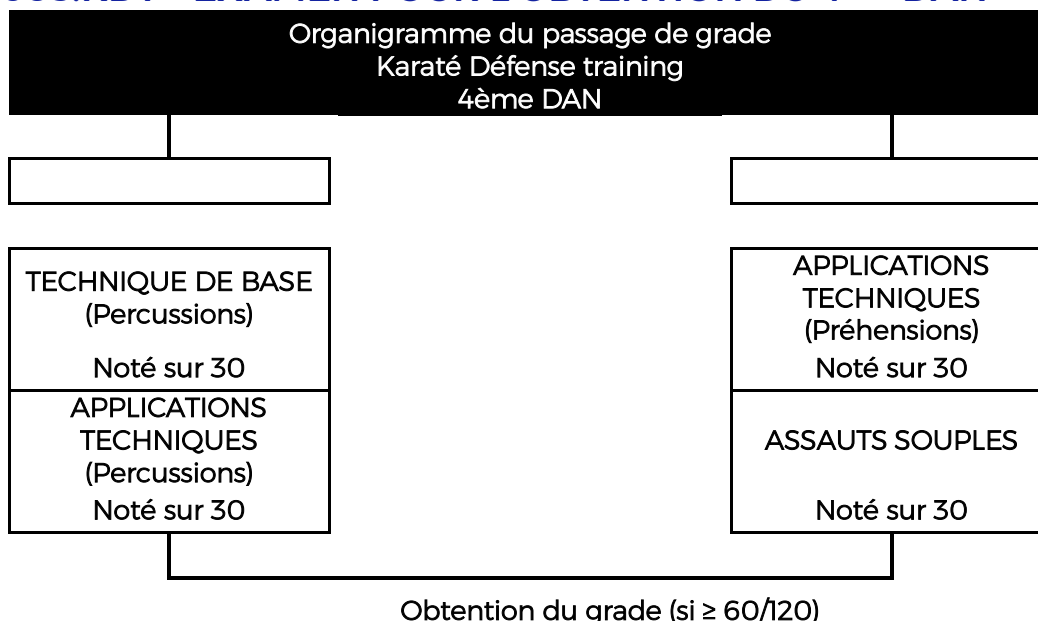 Organigramme du passage de grade
Karaté Défense training
4ème DAN
TECHNIQUE DE BASE
(Percussions)
Noté sur 30
APPLICATIONS
TECHNIQUES
(Percussions)
Noté sur 30
APPLICATIONS
TECHNIQUES
(Préhensions)
Noté sur 30
ASSAUTS SOUPLES
Noté sur 30
Obtention du grade (si ≥ 60/120)